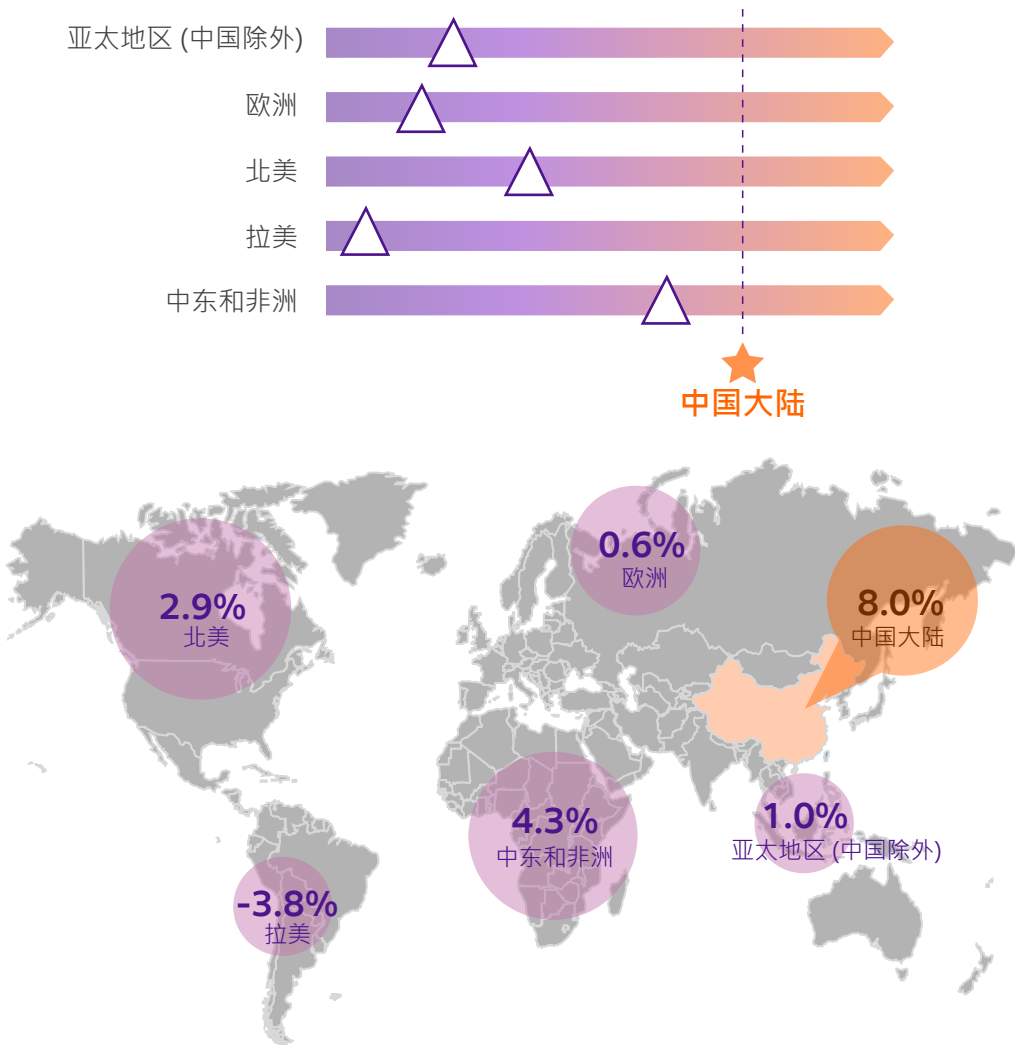 亚太地区 (中国除外)
欧洲
北美
拉美
中东和非洲
中国大陆
0.6%
欧洲
2.9%
北美
8.0%
中国大陆
4.3%
中东和非洲
1.0%
亚太地区 (中国除外)
-3.8%
拉美